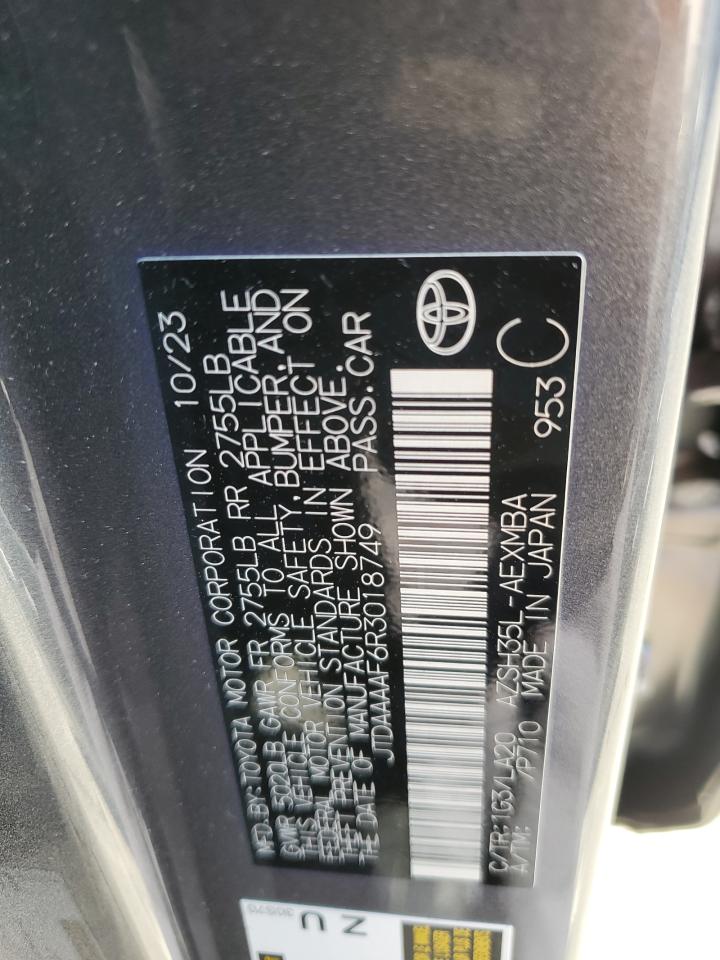 MFD.BY:TOYOTA MOTOR CORPORATION 10/23
GVWR 5020LB GAWR FR 2755LB RR 2755LB
THIS VEHICLE CONFORMS TO ALL APPLICABLE
FEDERAL MOTOR VEHICLE SAFETY,BUMPER,AND
THEFT PREVENTION STANDARDS IN EFFECT ON
THE DATE OF MANUFACTURE SHOWN ABOVE.
JTDAAAAF6R3018749 PASS.CAR
C/TR:1G3/LA20 AZSH35L-AEXMBA 953
A/TM: /P710 MADE IN JAPAN C
N
U